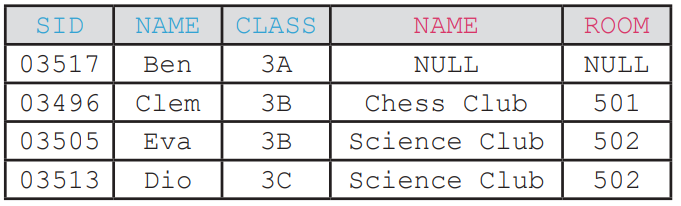 SID NAME CLASS NAME ROOM
03517 Ben 3A NULL NULL
03496 Clem 3B Chess Club 501
03505 Eva 3B Science Club 502
03513 Dio 3C Science Club 502